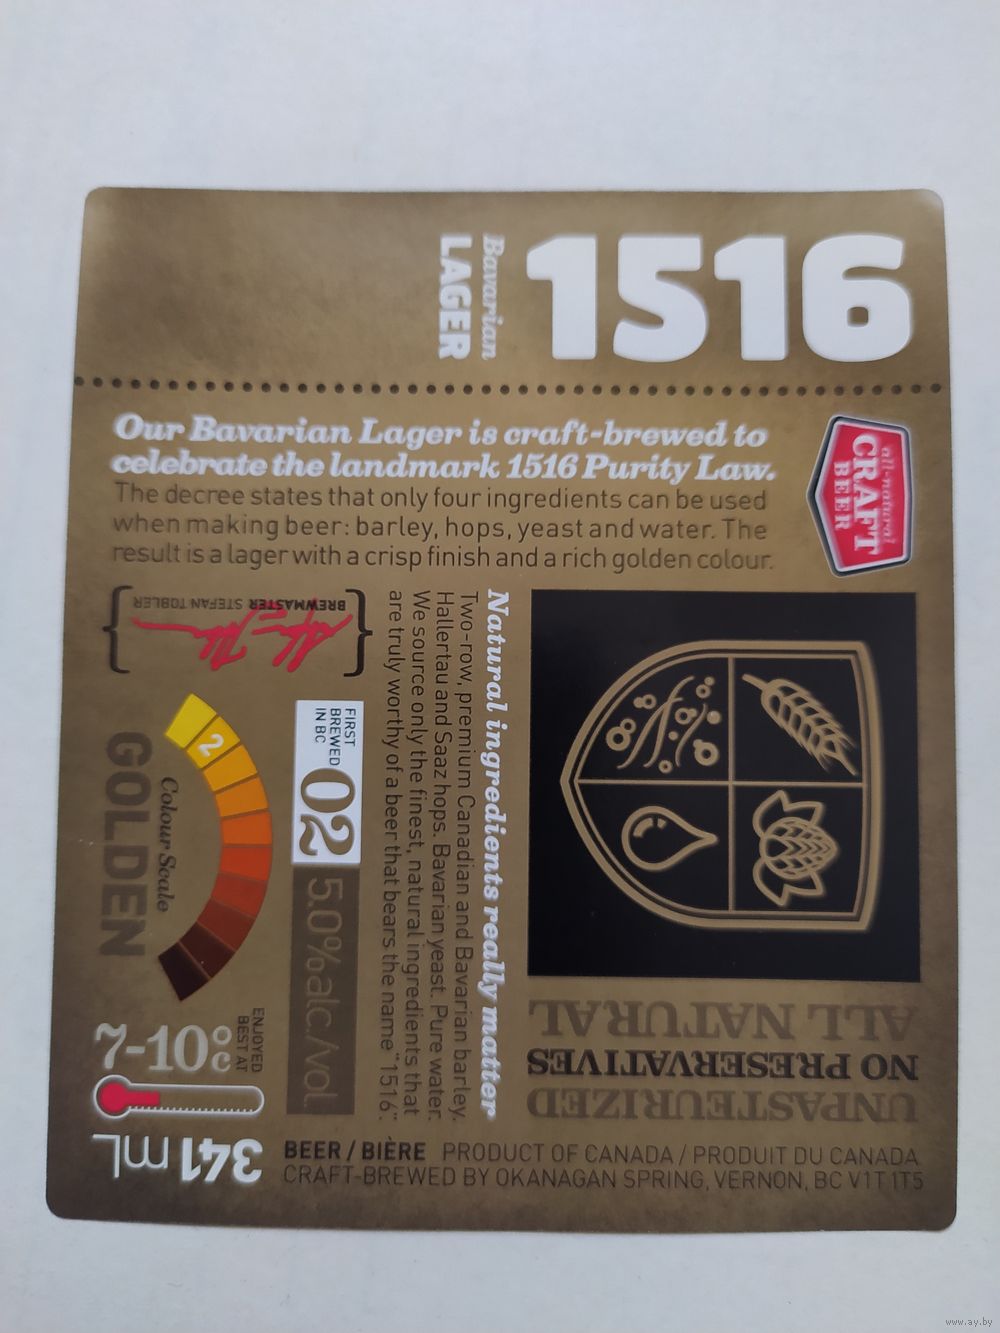 1516
Bavarian
LAGER
Our Bavarian Lager is craft-brewed to
celebrate the landmark 1516 Purity Law.
The decree states that only four ingredients can be used
when making beer: barley, hops, yeast and water. The
result is a lager with a crisp finish and a rich golden colour.
all-natural
CRAFT
BEER
BREWMASTER STEFAN TOBLER
Natural ingredients really matter
Two-row, premium Canadian and Bavarian barley.
Hallertau and Saaz hops. Bavarian yeast. Pure water.
We source only the finest, natural ingredients that
are truly worthy of a beer that bears the name "1516".
FIRST
BREWED
IN BC
02
5.0% alc./vol.
2
Colour Scale
GOLDEN
ENJOYED
BEST AT
7-10°C
341 mL
ALL NATURAL
NO PRESERVATIVES
UNPASTEURIZED
BEER / BIÈRE PRODUCT OF CANADA / PRODUIT DU CANADA
CRAFT-BREWED BY OKANAGAN SPRING, VERNON, BC V1T 1T5
www.ay.by